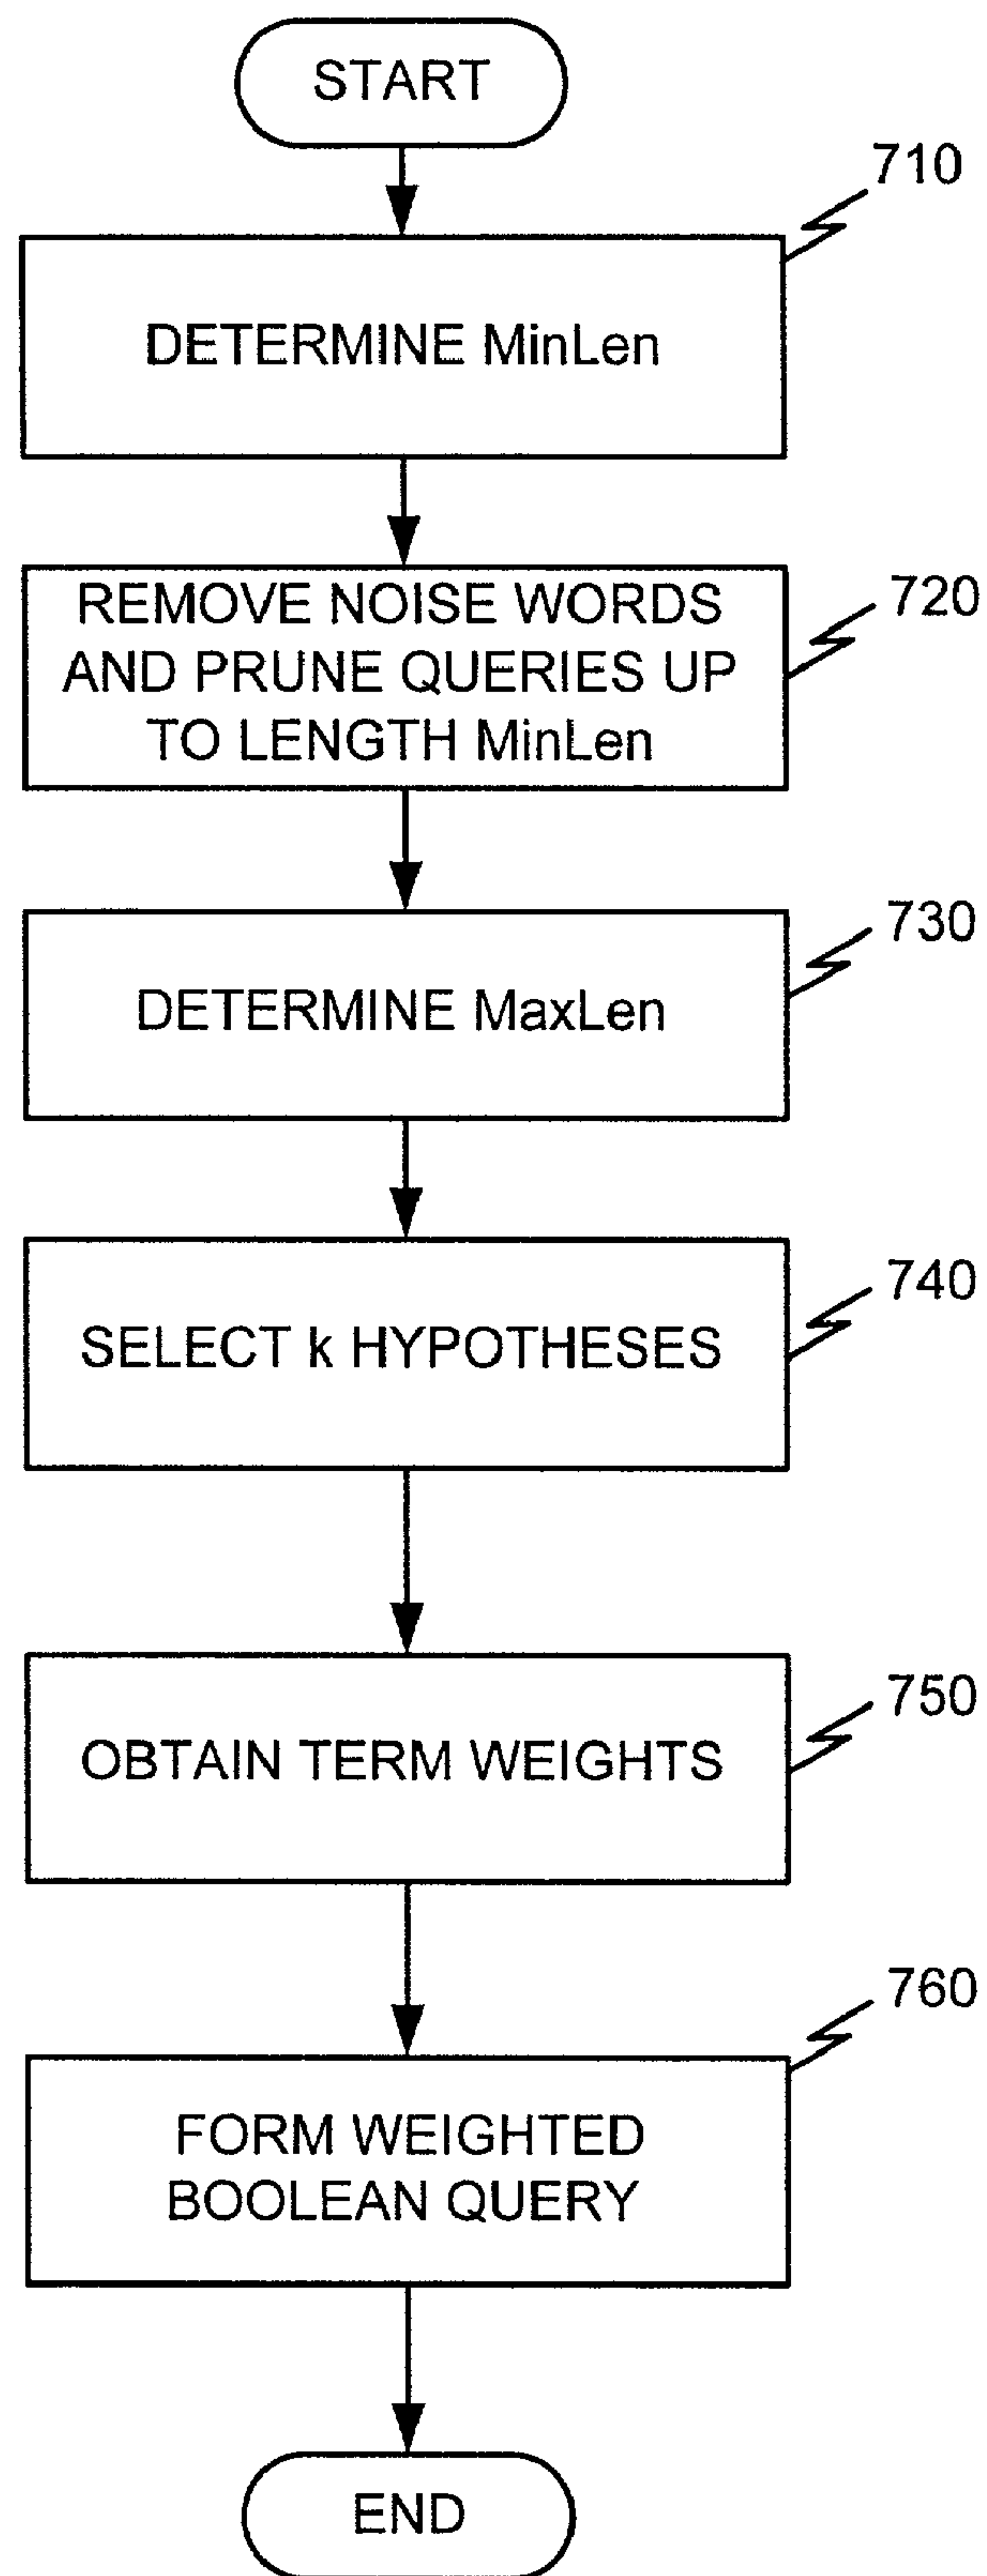 START
710
DETERMINE MinLen
720
REMOVE NOISE WORDS
AND PRUNE QUERIES UP
TO LENGTH MinLen
730
DETERMINE MaxLen
740
SELECT k HYPOTHESES
750
OBTAIN TERM WEIGHTS
760
FORM WEIGHTED
BOOLEAN QUERY
END